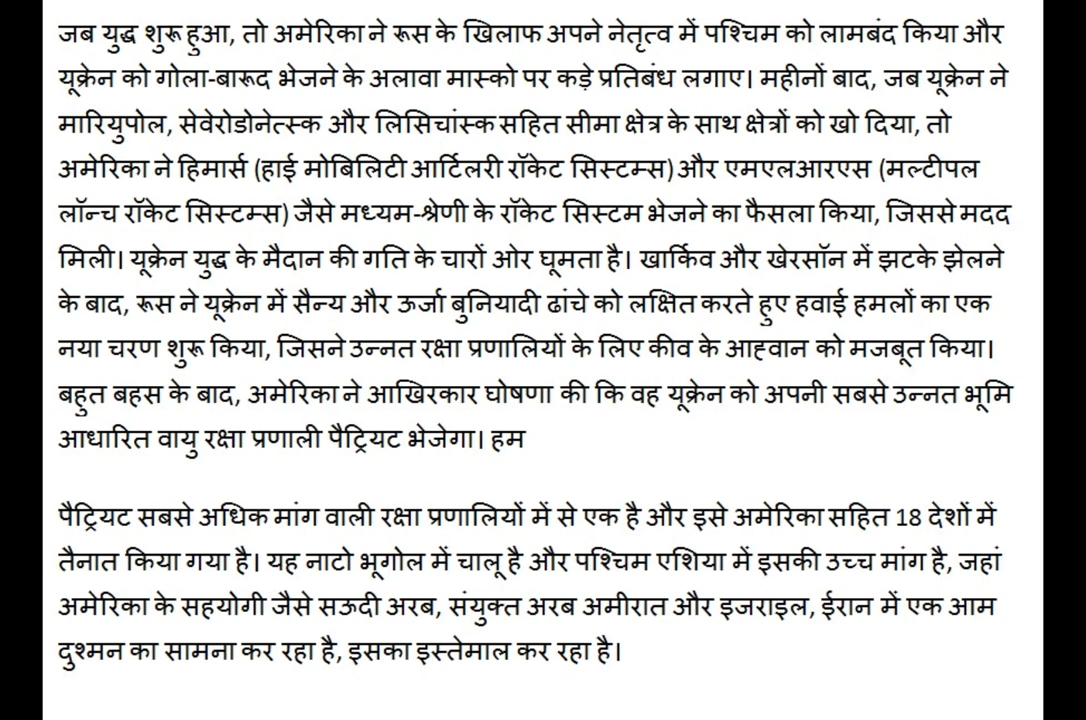 जब युद्ध शुरू हुआ, तो अमेरिका ने रूस के खिलाफ अपने नेतृत्व में पश्चिम को लामबंद किया और
यूक्रेन को गोला-बारूद भेजने के अलावा मास्को पर कड़े प्रतिबंध लगाए। महीनों बाद, जब यूक्रेन ने
मारियुपोल, सेवेरोडोनेत्स्क और लिसिचांस्क सहित सीमा क्षेत्र के साथ क्षेत्रों को खो दिया, तो
अमेरिका ने हिमार्स (हाई मोबिलिटी आर्टिलरी रॉकेट सिस्टम्स) और एमएलआरएस (मल्टीपल
लॉन्च रॉकेट सिस्टम्स) जैसे मध्यम-श्रेणी के रॉकेट सिस्टम भेजने का फैसला किया, जिससे मदद
मिली। यूक्रेन युद्ध के मैदान की गति के चारों ओर घूमता है। खार्किव और खेरसॉन में झटके झेलने
के बाद, रूस ने यूक्रेन में सैन्य और ऊर्जा बुनियादी ढांचे को लक्षित करते हुए हवाई हमलों का एक
नया चरण शुरू किया, जिसने उन्नत रक्षा प्रणालियों के लिए कीव के आह्वान को मजबूत किया।
बहुत बहस के बाद, अमेरिका ने आखिरकार घोषणा की कि वह यूक्रेन को अपनी सबसे उन्नत भूमि
आधारित वायु रक्षा प्रणाली पैट्रियट भेजेगा। हम
पैट्रियट सबसे अधिक मांग वाली रक्षा प्रणालियों में से एक है और इसे अमेरिका सहित 18 देशों में
तैनात किया गया है। यह नाटो भूगोल में चालू है और पश्चिम एशिया में इसकी उच्च मांग है, जहां
अमेरिका के सहयोगी जैसे सऊदी अरब, संयुक्त अरब अमीरात और इजराइल, ईरान में एक आम
दुश्मन का सामना कर रहा है, इसका इस्तेमाल कर रहा है।